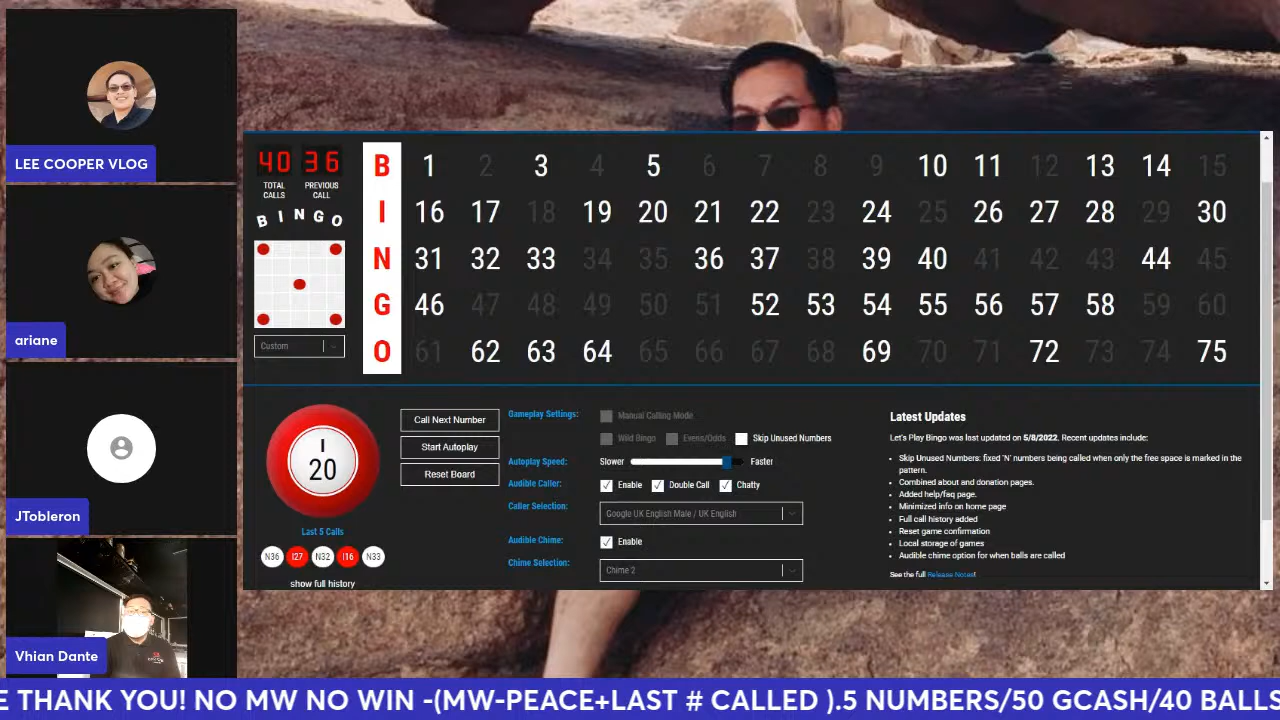 LEE COOPER VLOG
ariane
JTobleron
Vhian Dante
40 36
TOTAL CALLS
PREVIOUS CALL
BINGO
Custom
B 1 2 3 4 5 6 7 8 9 10 11 12 13 14 15
I 16 17 18 19 20 21 22 23 24 25 26 27 28 29 30
N 31 32 33 34 35 36 37 38 39 40 41 42 43 44 45
G 46 47 48 49 50 51 52 53 54 55 56 57 58 59 60
O 61 62 63 64 65 66 67 68 69 70 71 72 73 74 75
I
20
Last 5 Calls
N36 I27 N32 I16 N33
show full history
Call Next Number
Start Autoplay
Reset Board
Gameplay Settings:
Manual Calling Mode
Wild Bingo Evens/Odds Skip Unused Numbers
Autoplay Speed: Slower Faster
Audible Caller: Enable Double Call Chatty
Caller Selection: Google UK English Male / UK English
Audible Chime: Enable
Chime Selection: Chime 2
Latest Updates
Let's Play Bingo was last updated on 5/8/2022. Recent updates include:
Skip Unused Numbers: fixed 'N' numbers being called when only the free space is marked in the
pattern.
Combined about and donation pages.
Added help/faq page.
Minimized info on home page
Full call history added
Reset game confirmation
Local storage of games
Audible chime option for when balls are called
See the full Release Notes!
E THANK YOU! NO MW NO WIN -(MW-PEACE+LAST # CALLED ).5 NUMBERS/50 GCASH/40 BALLS